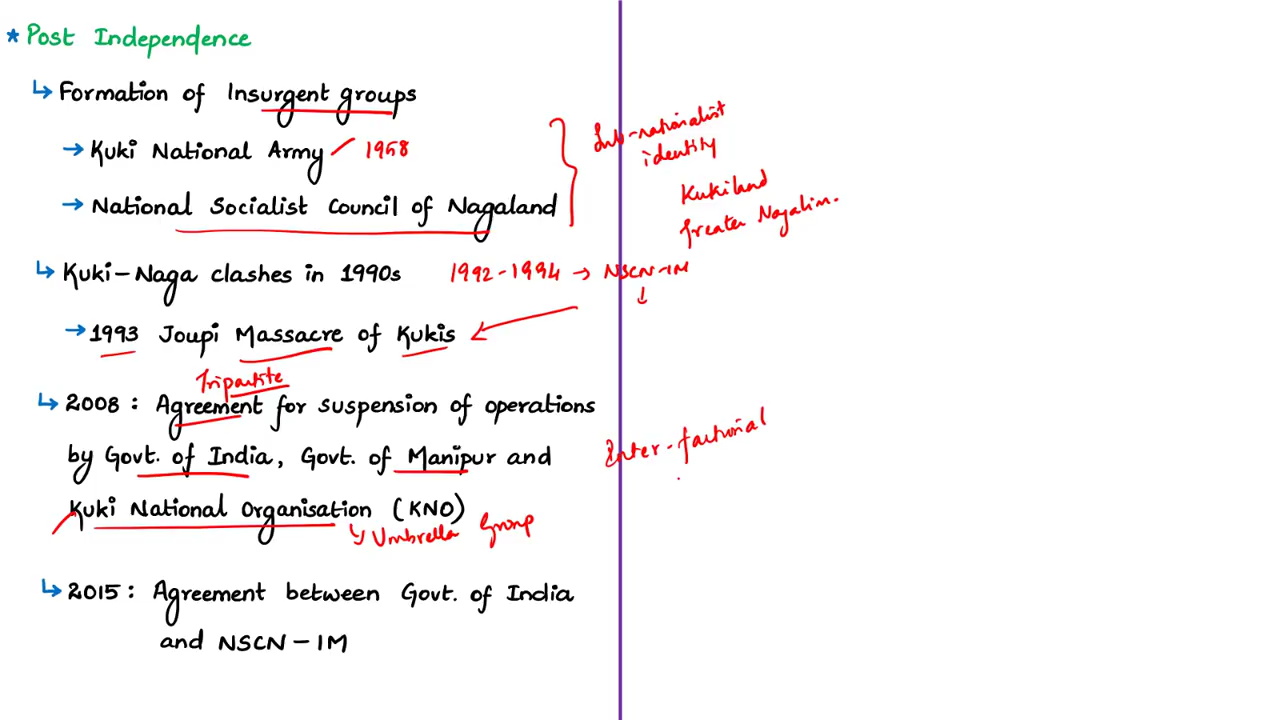 * Post Independence
↳ Formation of Insurgent groups
→ Kuki National Army 1958
→ National Socialist Council of Nagaland
Sub-nationalist
identity
Kukiland
Greater Nagalim.
↳ Kuki-Naga clashes in 1990s 1992-1994 → NSCN-IM
↓
→ 1993 Joupi Massacre of Kukis
Tripartite
↳ 2008: Agreement for suspension of operations
by Govt. of India, Govt. of Manipur and
Inter-factional
Kuki National Organisation (KNO)
↳ Umbrella Group
↳ 2015: Agreement between Govt. of India
and NSCN-IM